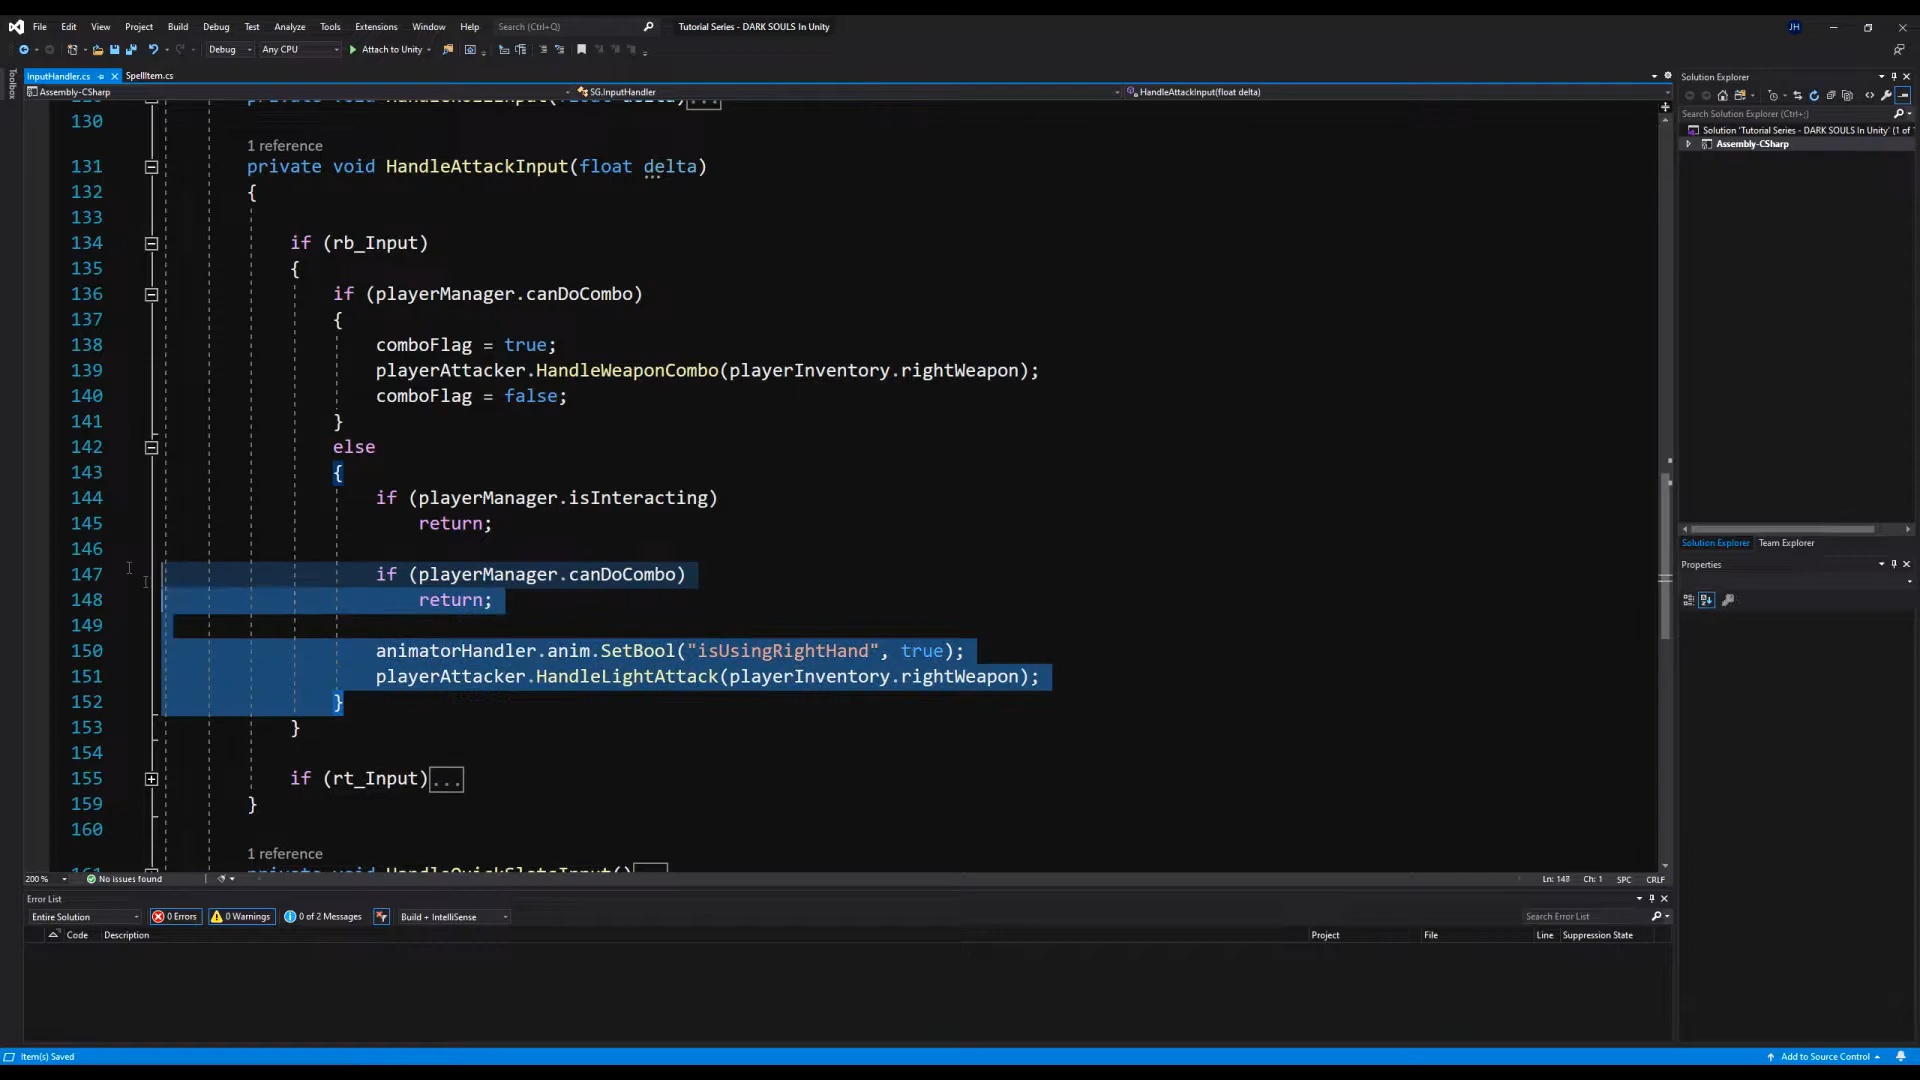 File Edit View Project Build Debug Test Analyze Tools Extensions Window Help Search (Ctrl+Q) Tutorial Series - DARK SOULS In Unity JH
Debug Any CPU Attach to Unity
Toolbox
InputHandler.cs SpellItem.cs
Assembly-CSharp SG.InputHandler HandleAttackInput(float delta)
130
1 reference
131 private void HandleAttackInput(float delta)
132 {
133
134 if (rb_Input)
135 {
136 if (playerManager.canDoCombo)
137 {
138 comboFlag = true;
139 playerAttacker.HandleWeaponCombo(playerInventory.rightWeapon);
140 comboFlag = false;
141 }
142 else
143 {
144 if (playerManager.isInteracting)
145 return;
146
147 if (playerManager.canDoCombo)
148 return;
149
150 animatorHandler.anim.SetBool("isUsingRightHand", true);
151 playerAttacker.HandleLightAttack(playerInventory.rightWeapon);
152 }
153 }
154
155 if (rt_Input)...
159 }
160
1 reference
161 private void HandleQuickSlotsInput()...
200 % No issues found Ln: 147 Ch: 1 SPC CRLF
Error List
Entire Solution 0 Errors 0 Warnings 0 of 2 Messages Build + IntelliSense Search Error List
Code Description Project File Line Suppression State
Item(s) Saved Add to Source Control
Solution Explorer
Search Solution Explorer (Ctrl+;)
Solution 'Tutorial Series - DARK SOULS In Unity' (1 of
Assembly-CSharp
Solution Explorer Team Explorer
Properties